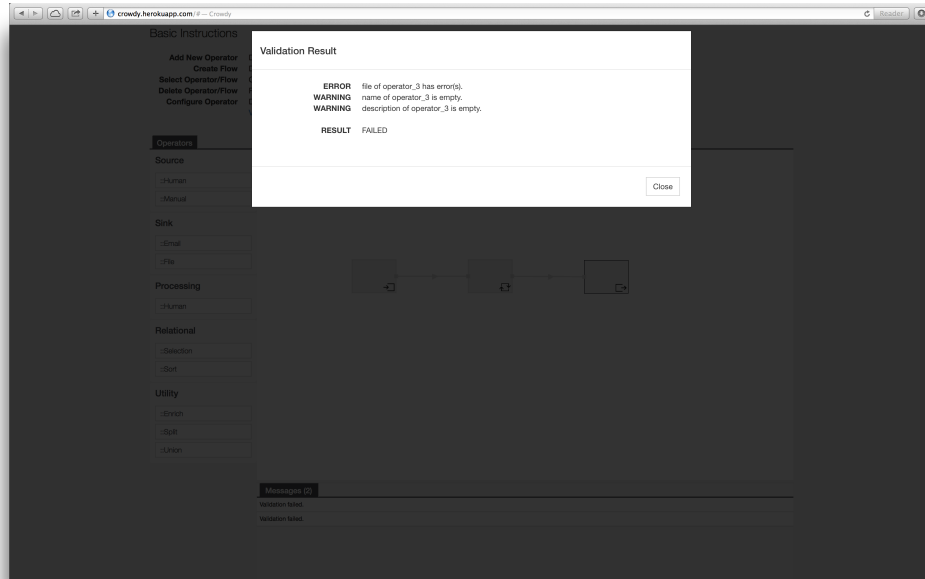 crowdy.herokuapp.com/# — Crowdy
Reader
Basic Instructions
Add New Operator
Create Flow
Select Operator/Flow
Delete Operator/Flow
Configure Operator
Validation Result
ERROR file of operator_3 has error(s).
WARNING name of operator_3 is empty.
WARNING description of operator_3 is empty.
RESULT FAILED
Close
Operators
Source
::Human
::Manual
Sink
::Email
::File
Processing
::Human
Relational
::Selection
::Sort
Utility
::Enrich
::Split
::Union
Messages (2)
Validation failed.
Validation failed.